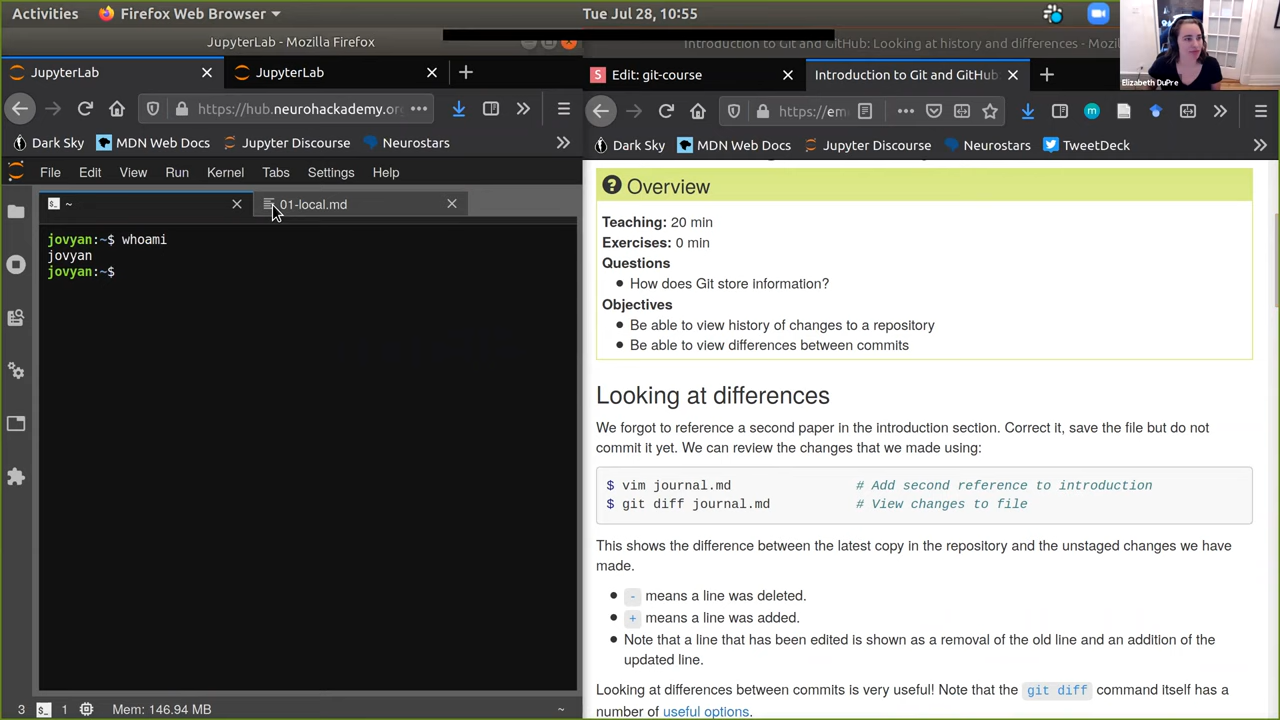 Activities Firefox Web Browser ▾ Tue Jul 28, 10:55
JupyterLab - Mozilla Firefox
Introduction to Git and GitHub: Looking at history and differences - Mozilla
JupyterLab JupyterLab
https://hub.neurohackademy.org
Dark Sky MDN Web Docs Jupyter Discourse Neurostars
File Edit View Run Kernel Tabs Settings Help
~ 01-local.md
jovyan:~$ whoami
jovyan
jovyan:~$
3 1 Mem: 146.94 MB ~
Elizabeth DuPre
Edit: git-course Introduction to Git and GitHub:
https://em
Dark Sky MDN Web Docs Jupyter Discourse Neurostars TweetDeck
Overview
Teaching: 20 min
Exercises: 0 min
Questions
• How does Git store information?
Objectives
• Be able to view history of changes to a repository
• Be able to view differences between commits
Looking at differences
We forgot to reference a second paper in the introduction section. Correct it, save the file but do not
commit it yet. We can review the changes that we made using:
$ vim journal.md # Add second reference to introduction
$ git diff journal.md # View changes to file
This shows the difference between the latest copy in the repository and the unstaged changes we have
made.
• - means a line was deleted.
• + means a line was added.
• Note that a line that has been edited is shown as a removal of the old line and an addition of the
updated line.
Looking at differences between commits is very useful! Note that the git diff command itself has a
number of useful options.